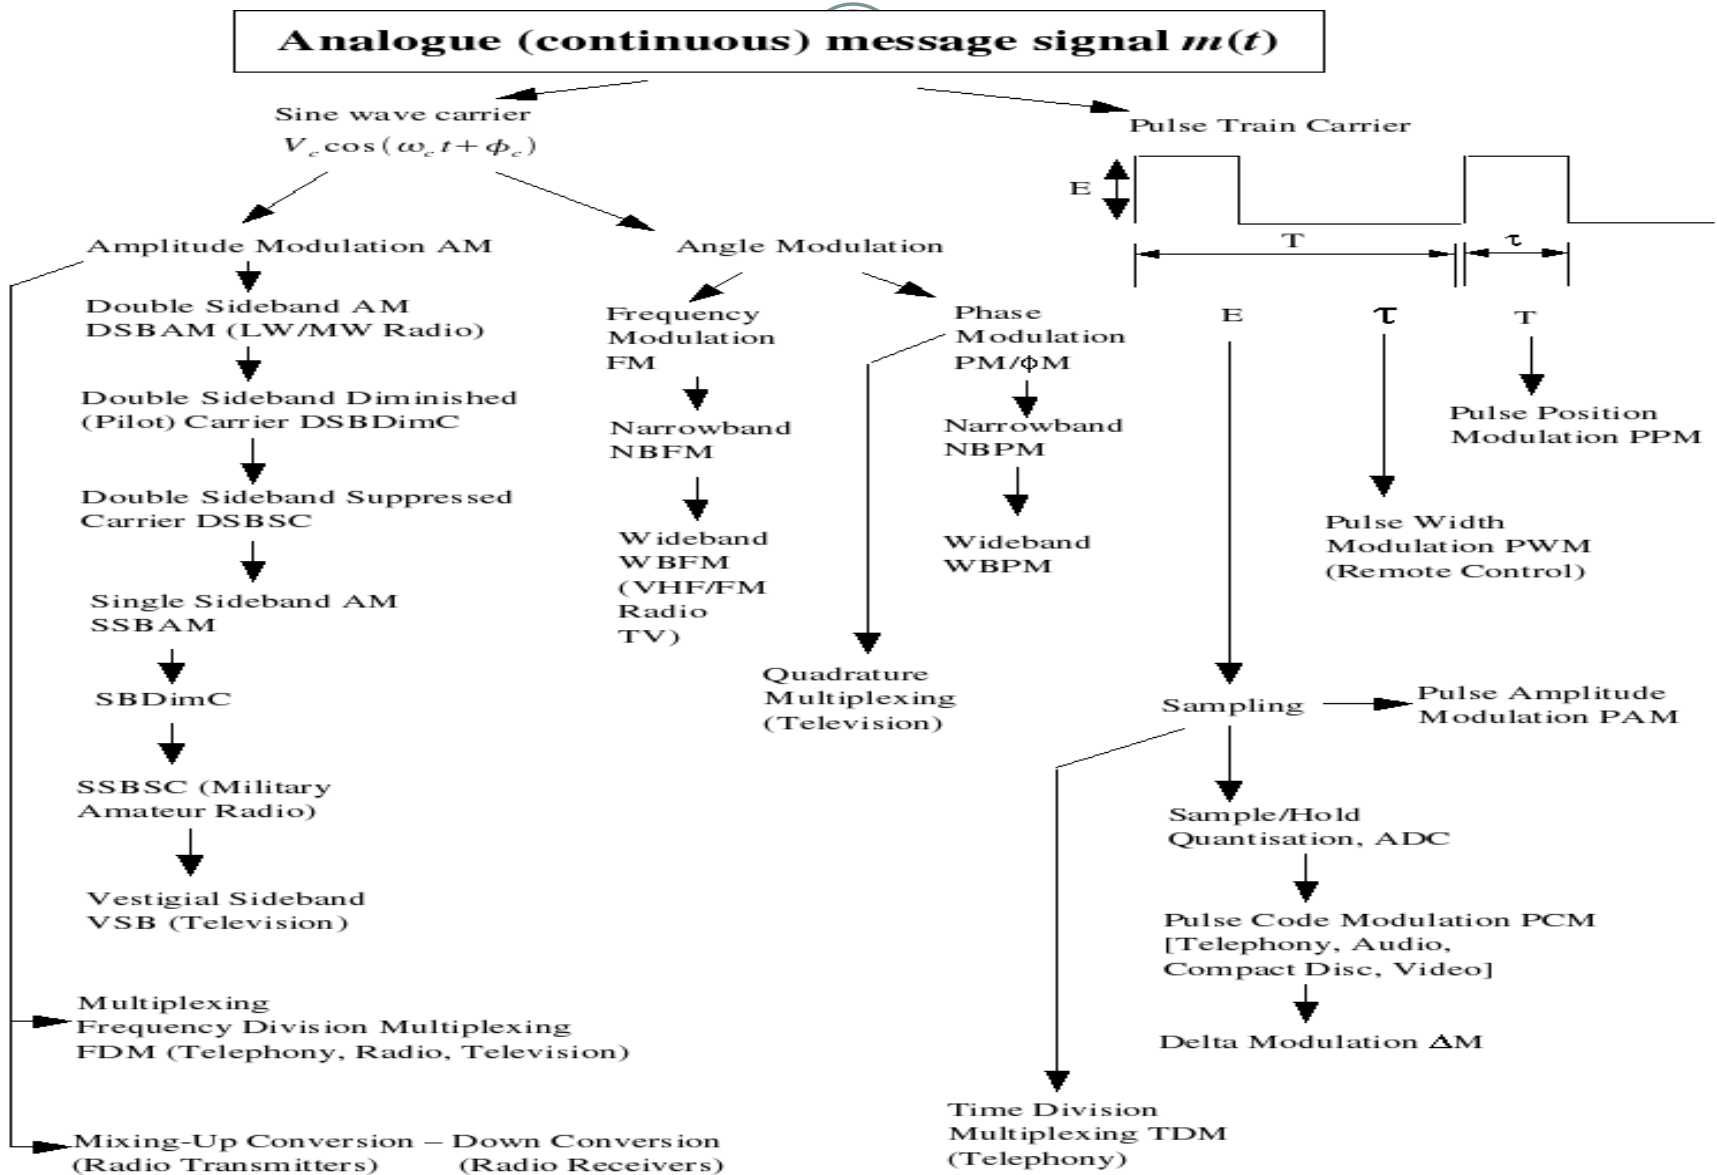 Analogue (continuous) message signal m(t)
Sine wave carrier
V_c cos(ω_c t + ϕ_c)
Pulse Train Carrier
E
T
τ
Amplitude Modulation AM
Double Sideband AM
DSBAM (LW/MW Radio)
Double Sideband Diminished
(Pilot) Carrier DSBDimC
Double Sideband Suppressed
Carrier DSBSC
Single Sideband AM
SSBAM
SBDimC
SSBSC (Military
Amateur Radio)
Vestigial Sideband
VSB (Television)
Multiplexing
Frequency Division Multiplexing
FDM (Telephony, Radio, Television)
Mixing-Up Conversion – Down Conversion
(Radio Transmitters) (Radio Receivers)
Angle Modulation
Frequency
Modulation
FM
Narrowband
NBFM
Wideband
WBFM
(VHF/FM
Radio
TV)
Phase
Modulation
PM/ϕM
Narrowband
NBPM
Wideband
WBPM
Quadrature
Multiplexing
(Television)
E
τ
T
Pulse Position
Modulation PPM
Pulse Width
Modulation PWM
(Remote Control)
Sampling
Pulse Amplitude
Modulation PAM
Sample/Hold
Quantisation, ADC
Pulse Code Modulation PCM
[Telephony, Audio,
Compact Disc, Video]
Delta Modulation ΔM
Time Division
Multiplexing TDM
(Telephony)